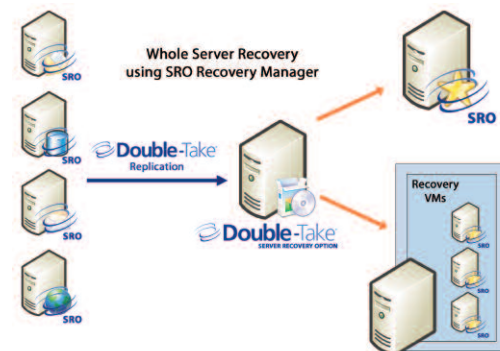 Whole Server Recovery
using SRO Recovery Manager
SRO
SRO
SRO
SRO
Double-Take
Replication
Double-Take
SERVER RECOVERY OPTION
SRO
Recovery
VMs
SRO
SRO
SRO